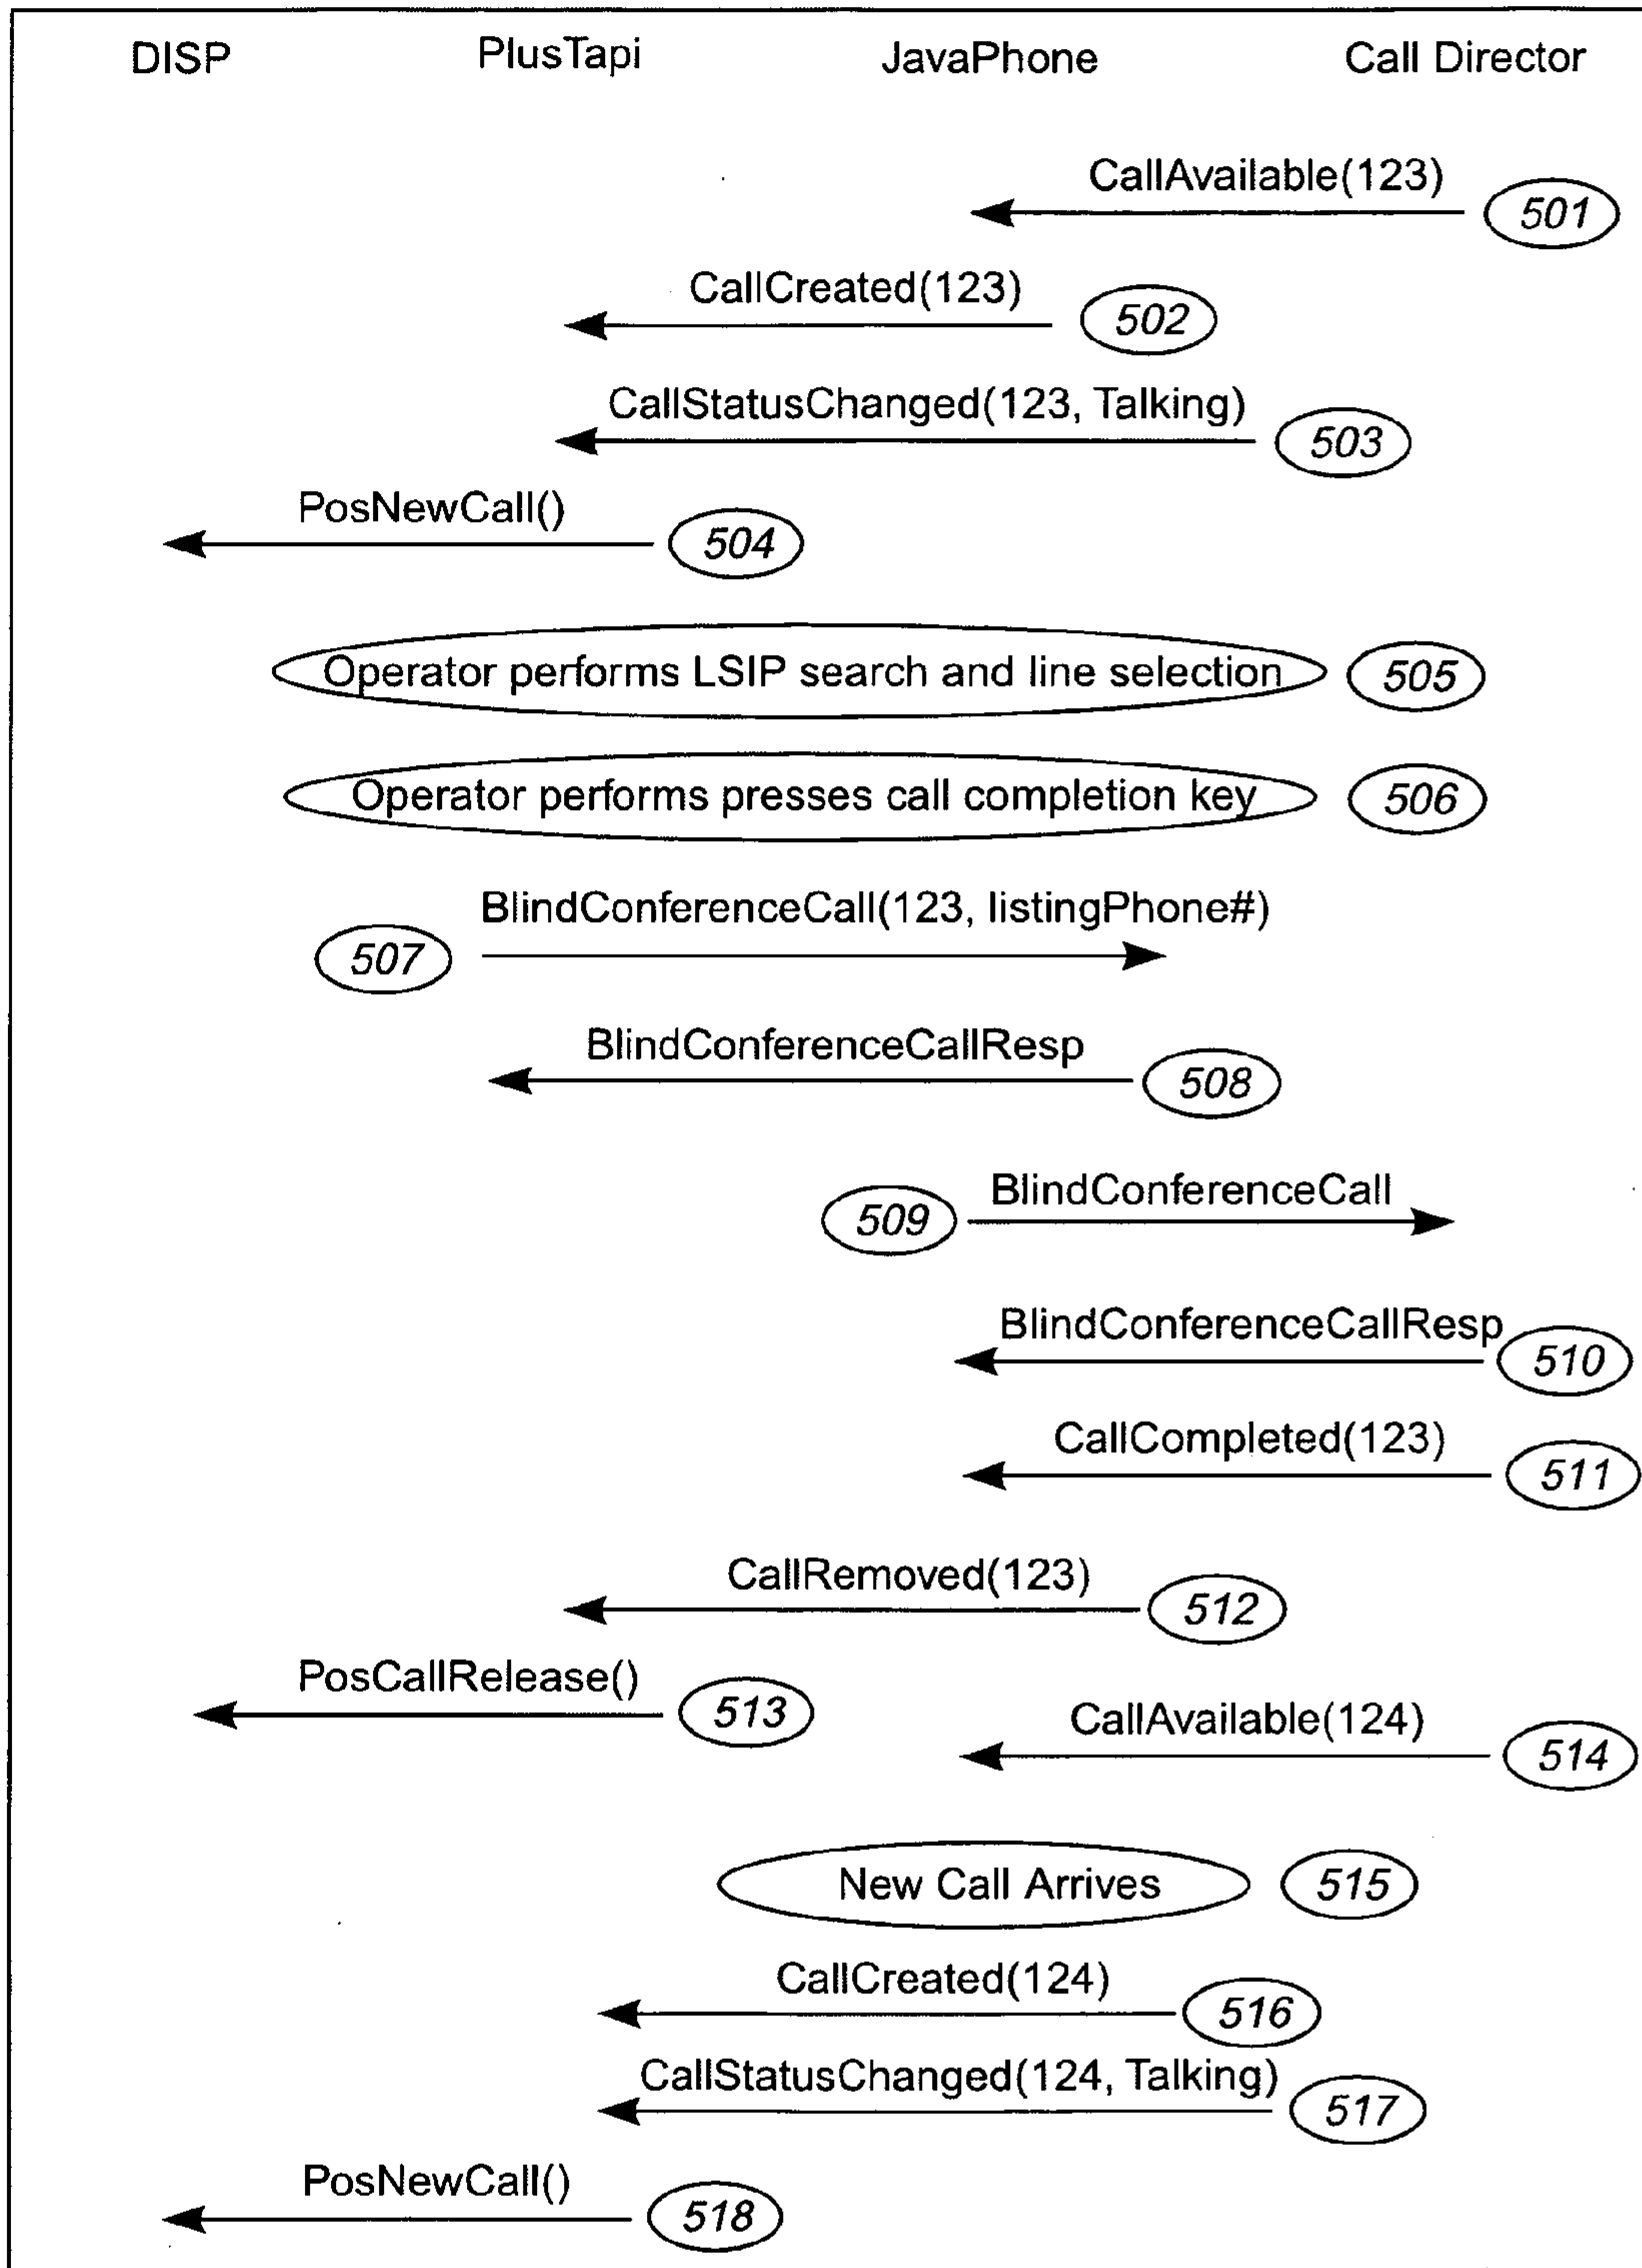 DISP PlusTapi JavaPhone Call Director
CallAvailable(123)
501
CallCreated(123)
502
CallStatusChanged(123, Talking)
503
PosNewCall()
504
Operator performs LSIP search and line selection
505
Operator performs presses call completion key
506
BlindConferenceCall(123, listingPhone#)
507
BlindConferenceCallResp
508
BlindConferenceCall
509
BlindConferenceCallResp
510
CallCompleted(123)
511
CallRemoved(123)
512
PosCallRelease()
513
CallAvailable(124)
514
New Call Arrives
515
CallCreated(124)
516
CallStatusChanged(124, Talking)
517
PosNewCall()
518